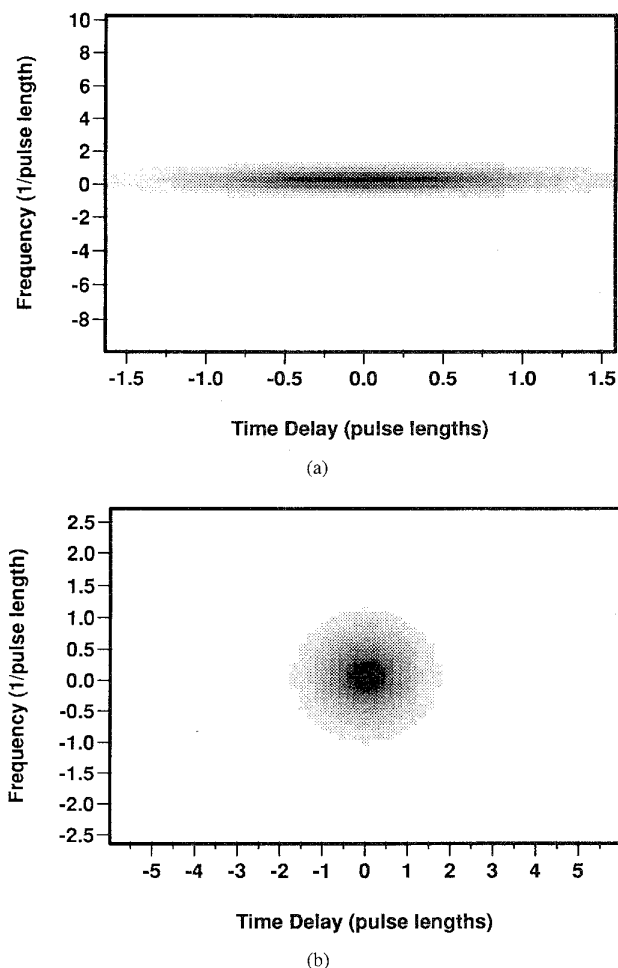 10
8
6
4
2
0
-2
-4
-6
-8
Frequency (1/pulse length)
-1.5 -1.0 -0.5 0.0 0.5 1.0 1.5
Time Delay (pulse lengths)
(a)
2.5
2.0
1.5
1.0
0.5
0.0
-0.5
-1.0
-1.5
-2.0
-2.5
Frequency (1/pulse length)
-5 -4 -3 -2 -1 0 1 2 3 4 5
Time Delay (pulse lengths)
(b)